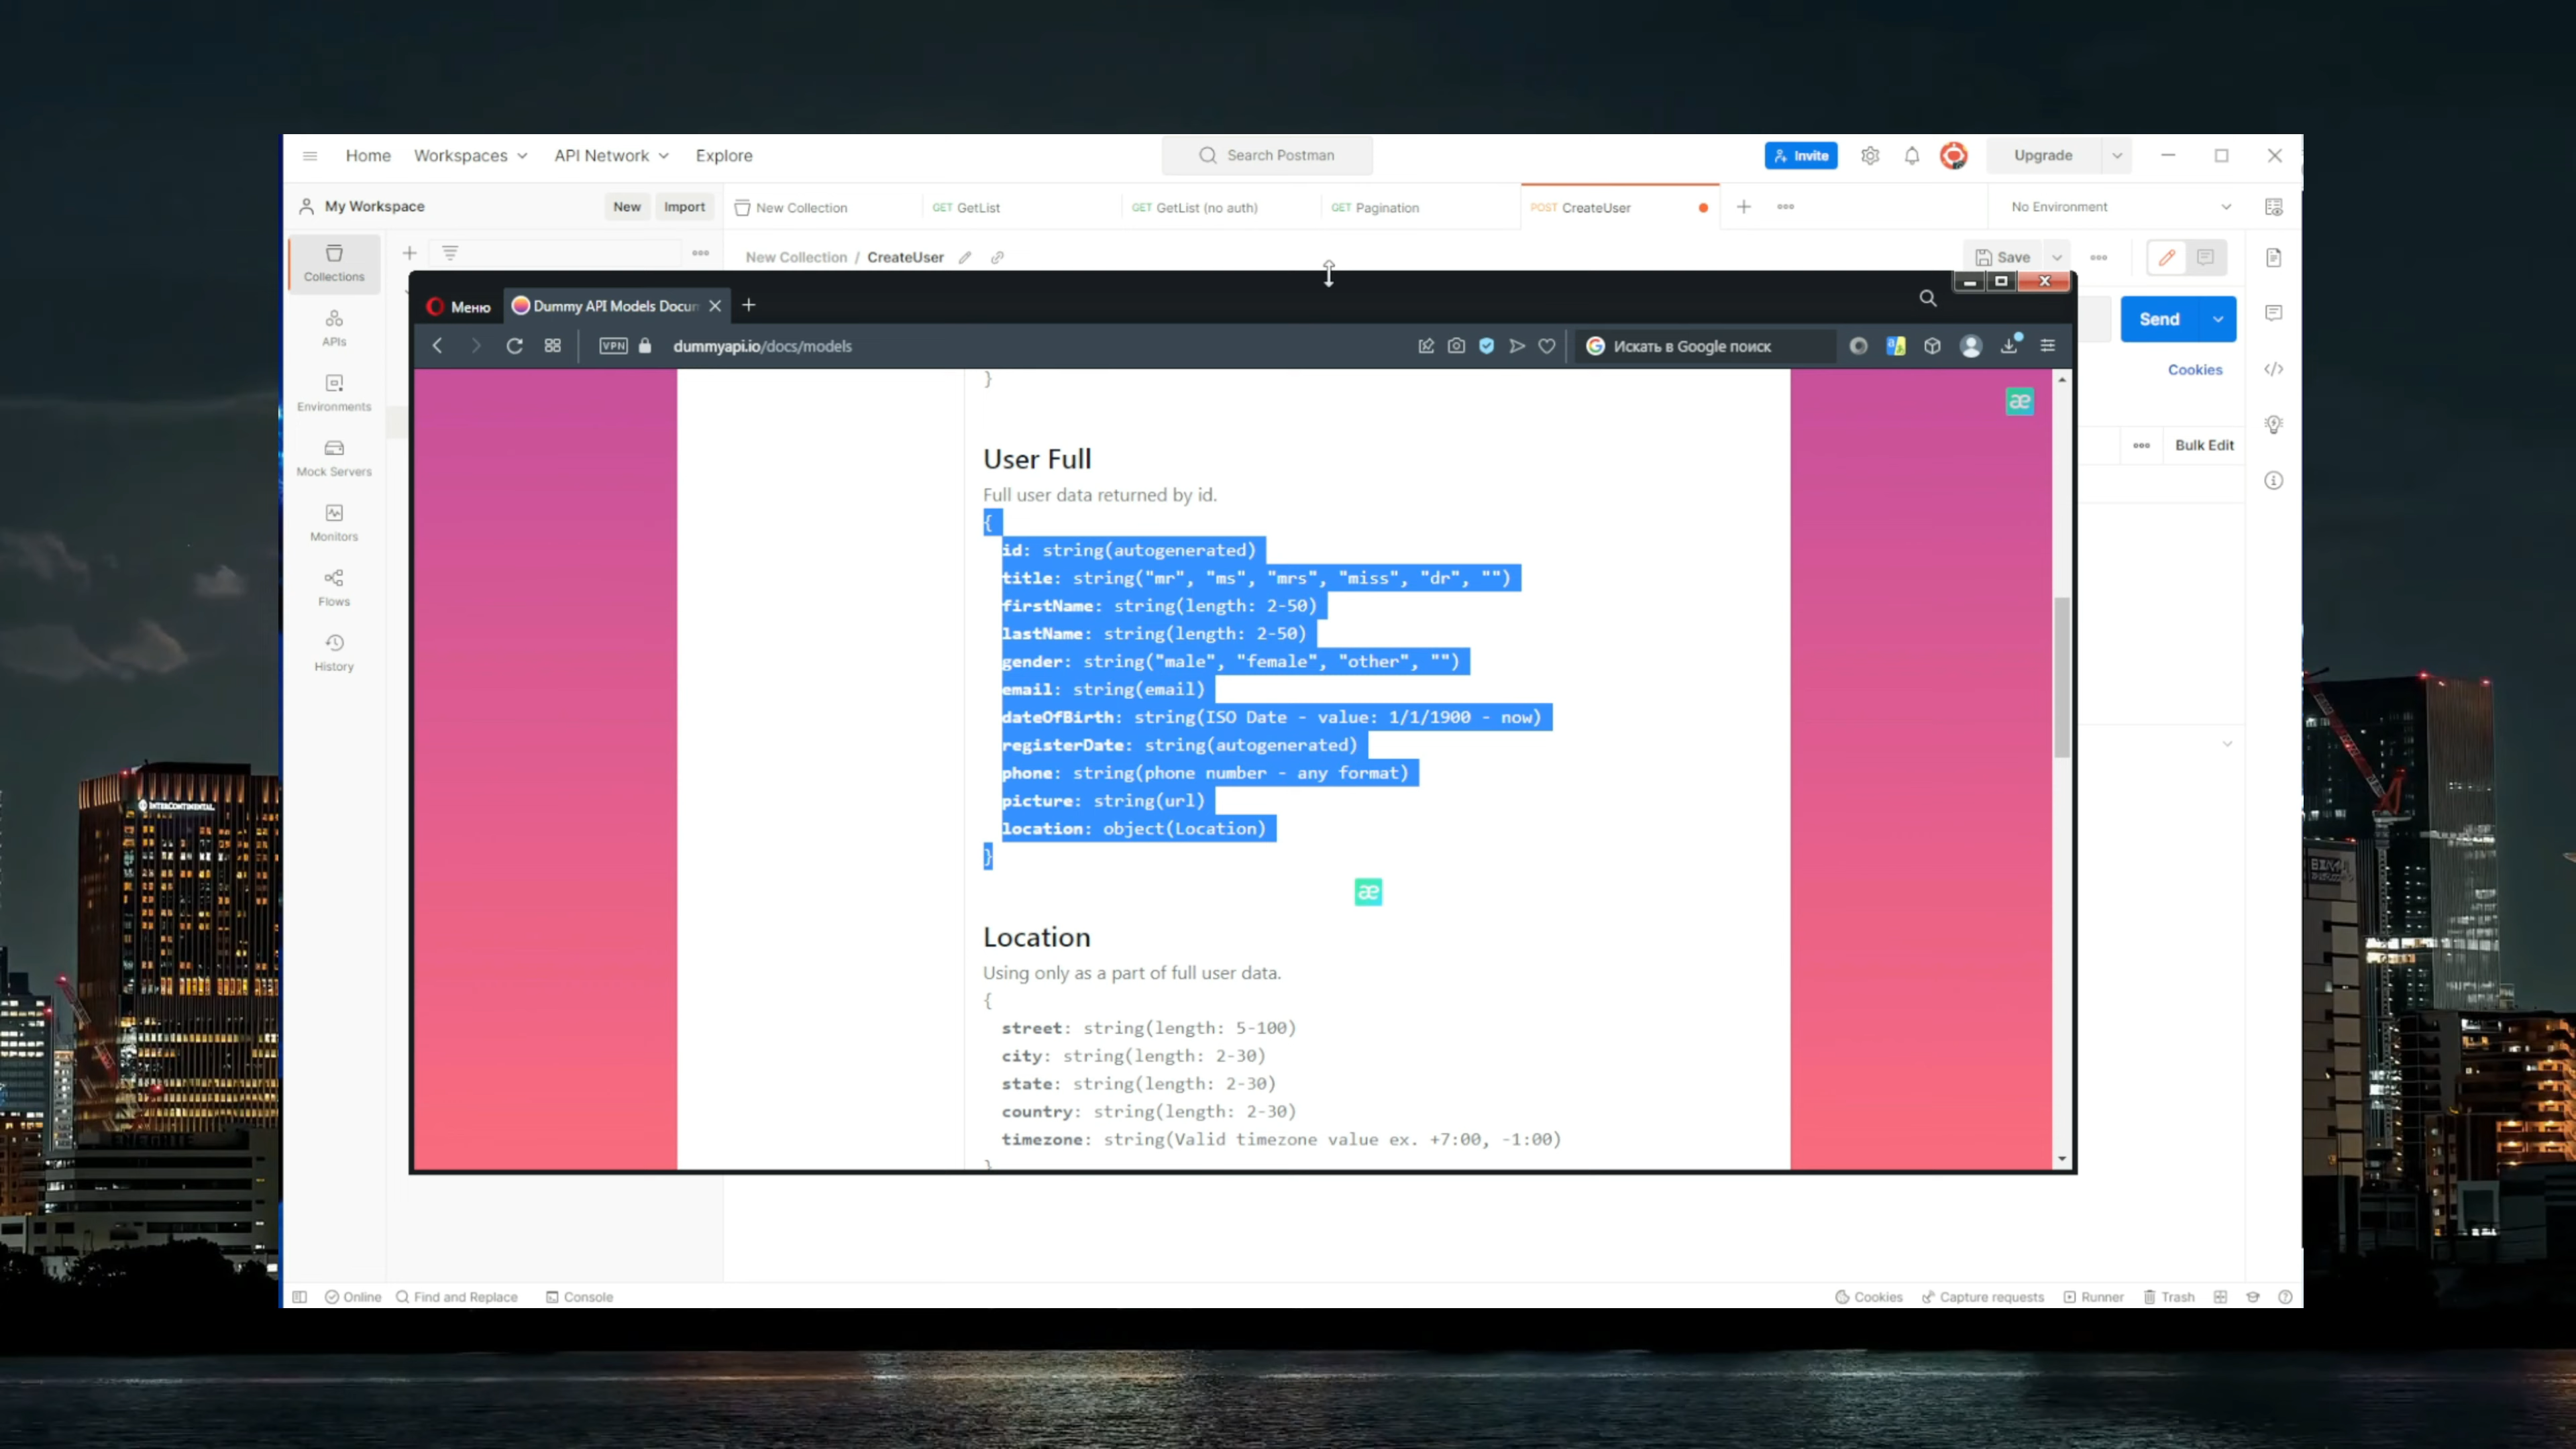 Home Workspaces API Network Explore Search Postman Invite Upgrade
My Workspace New Import New Collection GET GetList GET GetList (no auth) GET Pagination POST CreateUser No Environment
New Collection / CreateUser Save
Collections
APIs
Environments
Mock Servers
Monitors
Flows
History
Меню Dummy API Models Docun
VPN dummyapi.io/docs/models Искать в Google поиск
Send
Cookies
Bulk Edit
}
æ
User Full
Full user data returned by id.
{
id: string(autogenerated)
title: string("mr", "ms", "mrs", "miss", "dr", "")
firstName: string(length: 2-50)
lastName: string(length: 2-50)
gender: string("male", "female", "other", "")
email: string(email)
dateOfBirth: string(ISO Date - value: 1/1/1900 - now)
registerDate: string(autogenerated)
phone: string(phone number - any format)
picture: string(url)
location: object(Location)
}
æ
Location
Using only as a part of full user data.
{
street: string(length: 5-100)
city: string(length: 2-30)
state: string(length: 2-30)
country: string(length: 2-30)
timezone: string(Valid timezone value ex. +7:00, -1:00)
}
Online Find and Replace Console Cookies Capture requests Runner Trash
INTERCONTINENTAL